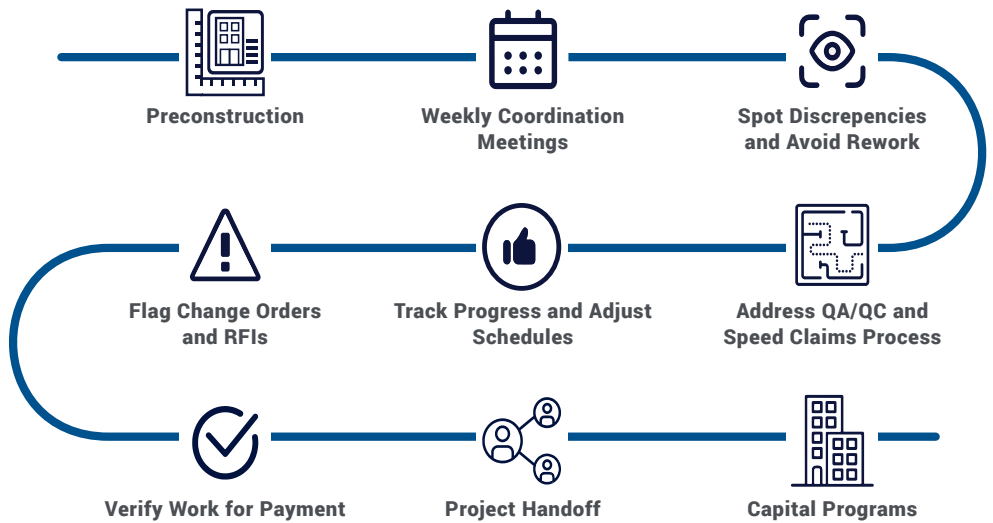 Preconstruction
Weekly Coordination
Meetings
Spot Discrepencies
and Avoid Rework
Flag Change Orders
and RFIs
Track Progress and Adjust
Schedules
Address QA/QC and
Speed Claims Process
Verify Work for Payment
Project Handoff
Capital Programs